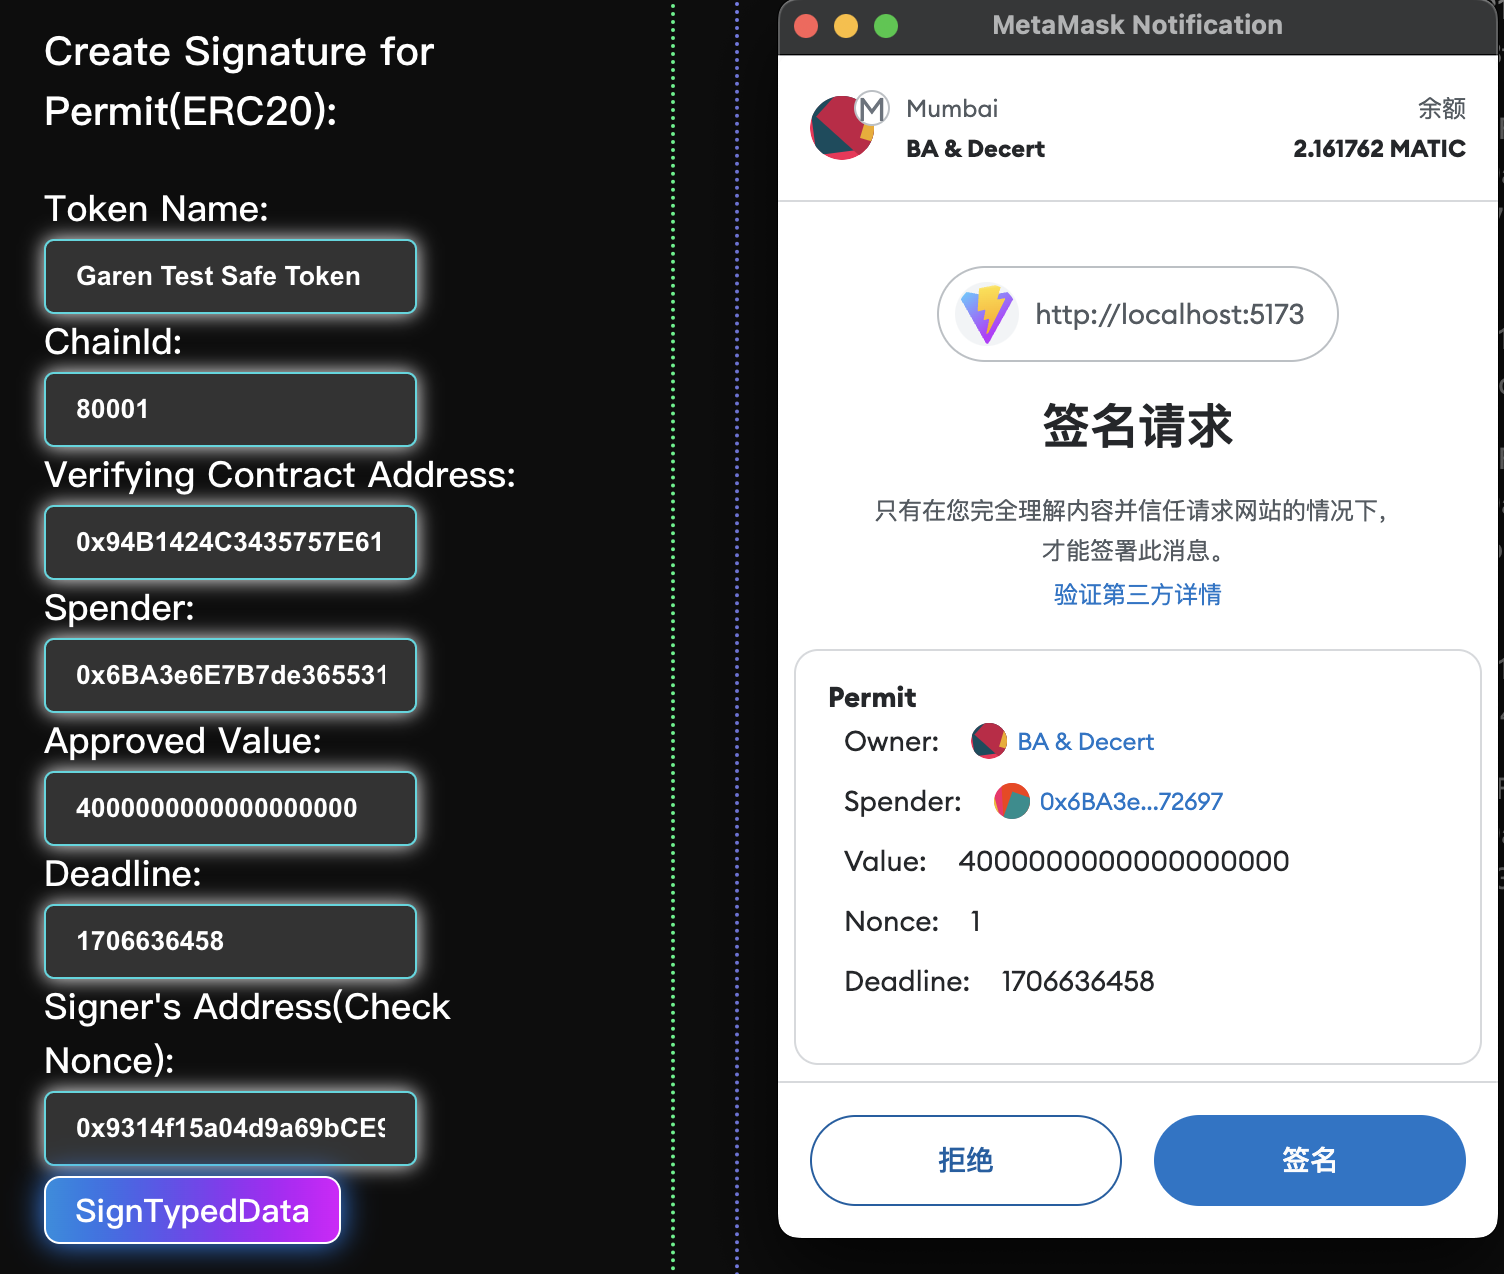 Create Signature for
Permit(ERC20):
Token Name:
Garen Test Safe Token
ChainId:
80001
Verifying Contract Address:
0x94B1424C3435757E61
Spender:
0x6BA3e6E7B7de365531
Approved Value:
4000000000000000000
Deadline:
1706636458
Signer's Address(Check
Nonce):
0x9314f15a04d9a69bCE9
SignTypedData
MetaMask Notification
M
Mumbai
余额
BA & Decert
2.161762 MATIC
http://localhost:5173
签名请求
只有在您完全理解内容并信任请求网站的情况下，
才能签署此消息。
验证第三方详情
Permit
Owner: BA & Decert
Spender: 0x6BA3e...72697
Value: 4000000000000000000
Nonce: 1
Deadline: 1706636458
拒绝
签名